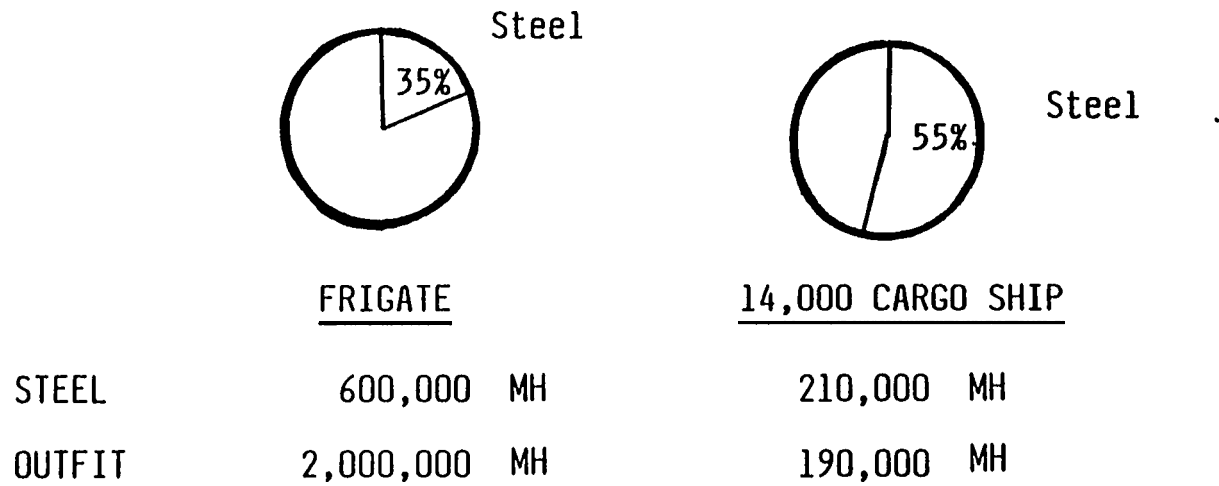 Steel
35%
Steel
55%
FRIGATE 14,000 CARGO SHIP
STEEL 600,000 MH 210,000 MH
OUTFIT 2,000,000 MH 190,000 MH